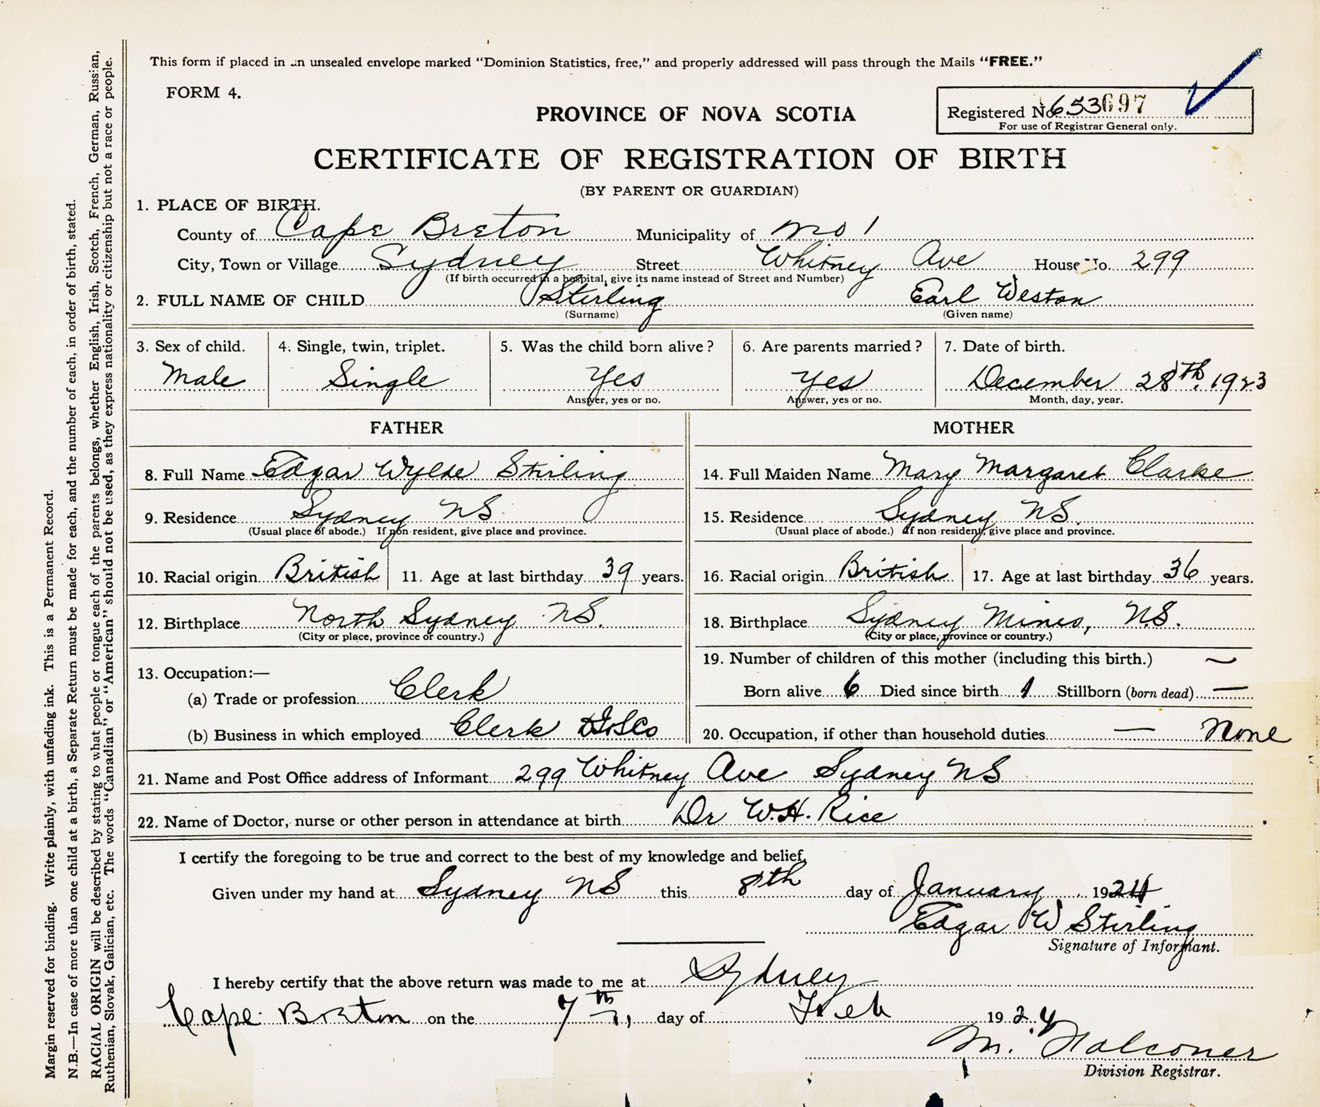 This form if placed in an unsealed envelope marked "Dominion Statistics, free," and properly addressed will pass through the Mails "FREE."
FORM 4.
Registered No. 653697
For use of Registrar General only.
PROVINCE OF NOVA SCOTIA
CERTIFICATE OF REGISTRATION OF BIRTH
(BY PARENT OR GUARDIAN)
1. PLACE OF BIRTH.
County of Cape Breton Municipality of No 1
City, Town or Village Sydney Street Whitney Ave House No. 299
(If birth occurred in a hospital, give its name instead of Street and Number)
2. FULL NAME OF CHILD Stirling Earl Weston
(Surname) (Given name)
3. Sex of child. 4. Single, twin, triplet. 5. Was the child born alive? 6. Are parents married? 7. Date of birth.
Male Single Yes Yes December 28th. 1923
Answer, yes or no. Answer, yes or no. Month, day, year.
FATHER MOTHER
8. Full Name Edgar Wylde Stirling 14. Full Maiden Name Mary Margaret Clarke
9. Residence Sydney NS 15. Residence Sydney NS.
(Usual place of abode.) If non-resident, give place and province. (Usual place of abode.) If non-resident, give place and province.
10. Racial origin British 11. Age at last birthday 39 years. 16. Racial origin British 17. Age at last birthday 36 years.
12. Birthplace North Sydney NS. 18. Birthplace Sydney Mines, NS.
(City or place, province or country.) (City or place, province or country.)
13. Occupation:— 19. Number of children of this mother (including this birth.) —
(a) Trade or profession Clerk Born alive 6 Died since birth 1 Stillborn (born dead) —
(b) Business in which employed Clerk 20. Occupation, if other than household duties — None
21. Name and Post Office address of Informant 299 Whitney Ave Sydney NS
22. Name of Doctor, nurse or other person in attendance at birth Dr W.H. Rice
I certify the foregoing to be true and correct to the best of my knowledge and belief,
Given under my hand at Sydney NS this 8th day of January 1924
Edgar W Stirling
Signature of Informant.
I hereby certify that the above return was made to me at Sydney
Cape Breton on the 7th day of Feb 1924
M. Falconer
Division Registrar.
Margin reserved for binding. Write plainly, with unfading ink. This is a Permanent Record.
N.B.—In case of more than one child at a birth, a Separate Return must be made for each, and the number of each, in order of birth, stated.
RACIAL ORIGIN will be described by stating to what people or tongue each of the parents belongs, whether English, Irish, Scotch, French, German, Russian,
Ruthenian, Slovak, Galician, etc. The words "Canadian" or "American" should not be used, as they express nationality or citizenship but not a race or people.